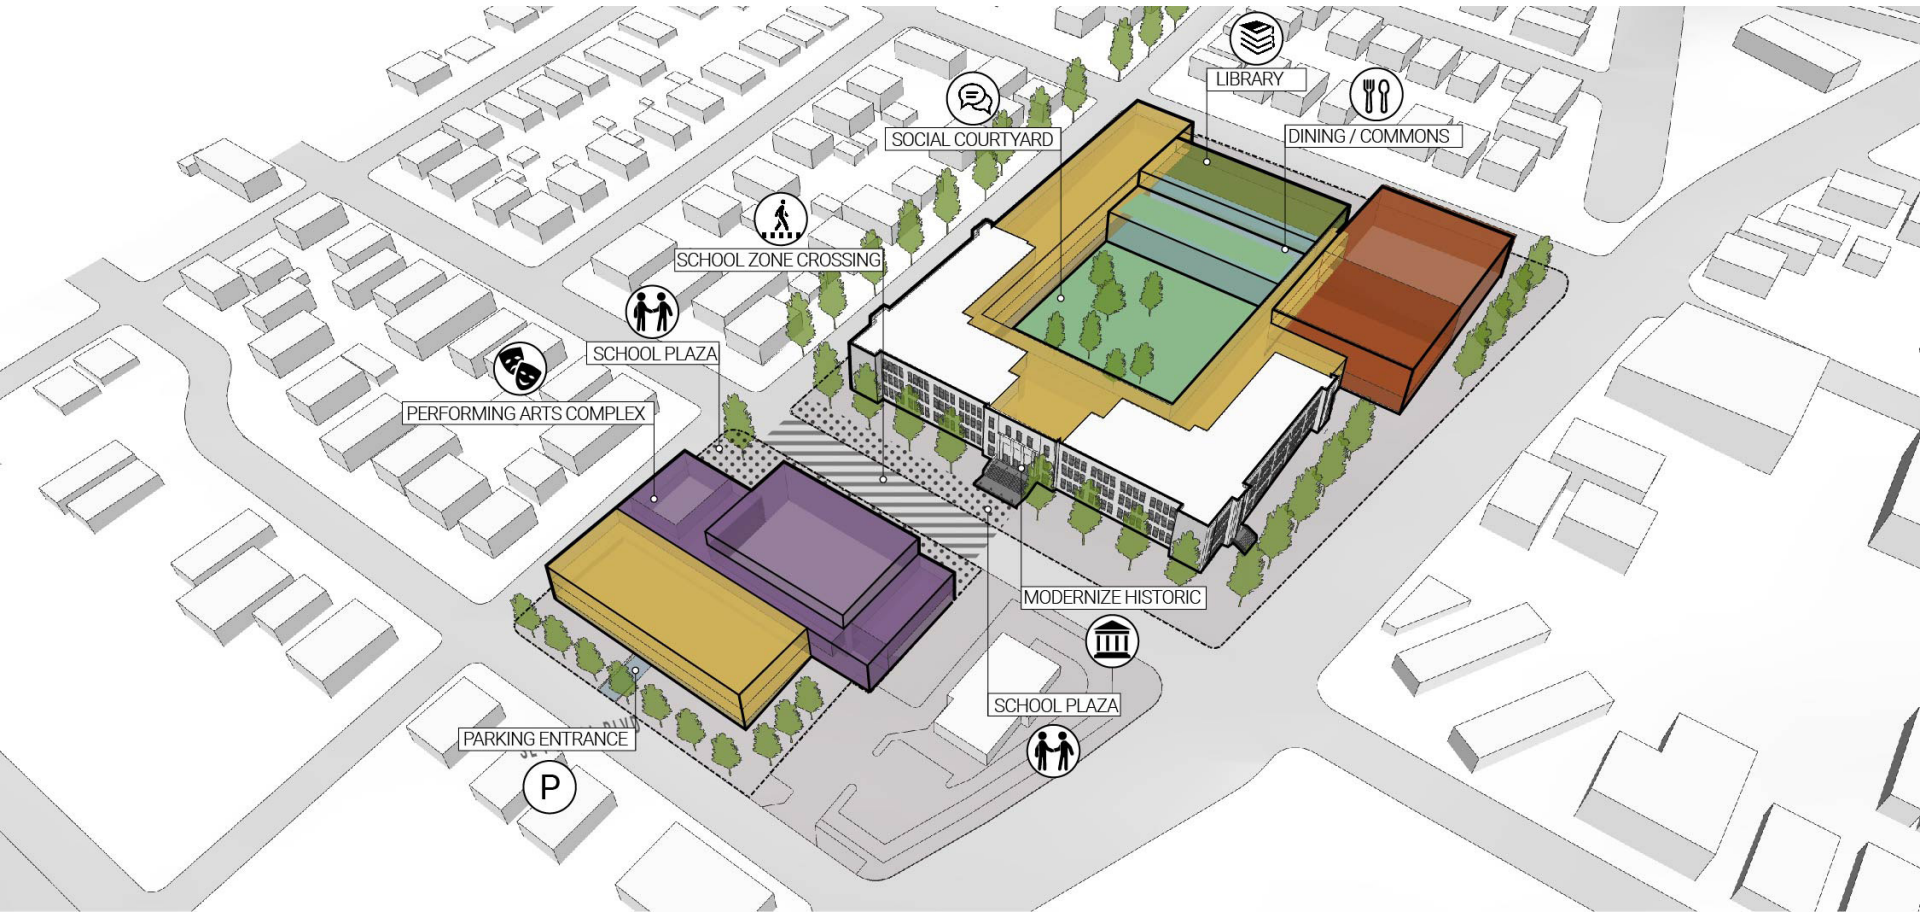 LIBRARY
SOCIAL COURTYARD
DINING / COMMONS
SCHOOL ZONE CROSSING
SCHOOL PLAZA
PERFORMING ARTS COMPLEX
MODERNIZE HISTORIC
SCHOOL PLAZA
PARKING ENTRANCE
P